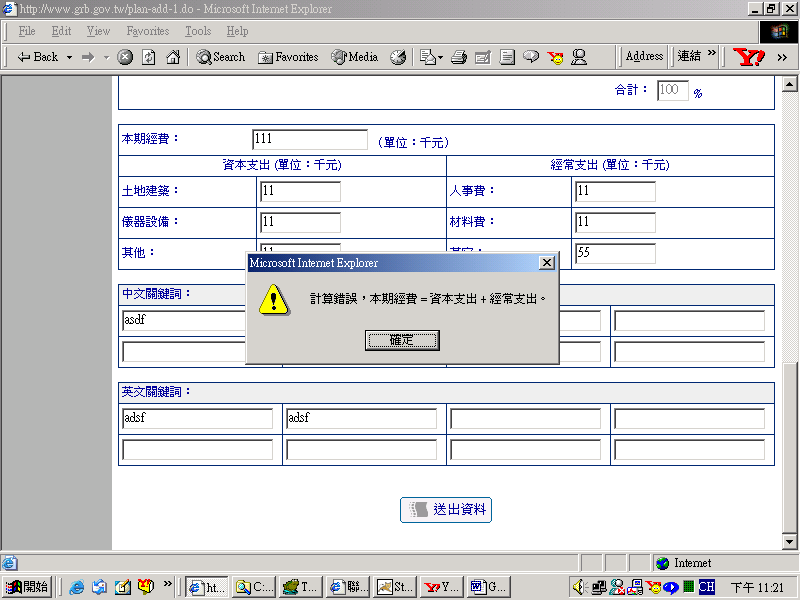 http://www.grb.gov.tw/plan-add-1.do - Microsoft Internet Explorer
File Edit View Favorites Tools Help
Back Search Favorites Media Address 連結 » Y! »
合計： 100 %
本期經費： 111 （單位：千元）
資本支出 (單位：千元) 經常支出 (單位：千元)
土地建築： 11 人事費： 11
儀器設備： 11 材料費： 11
其他： 55
Microsoft Internet Explorer
計算錯誤，本期經費 = 資本支出 + 經常支出。
確定
中文關鍵詞：
asdf
英文關鍵詞：
adsf adsf
送出資料
Internet
開始 » ht... C:... T... 聯... St... Y... G... CH 下午 11:21